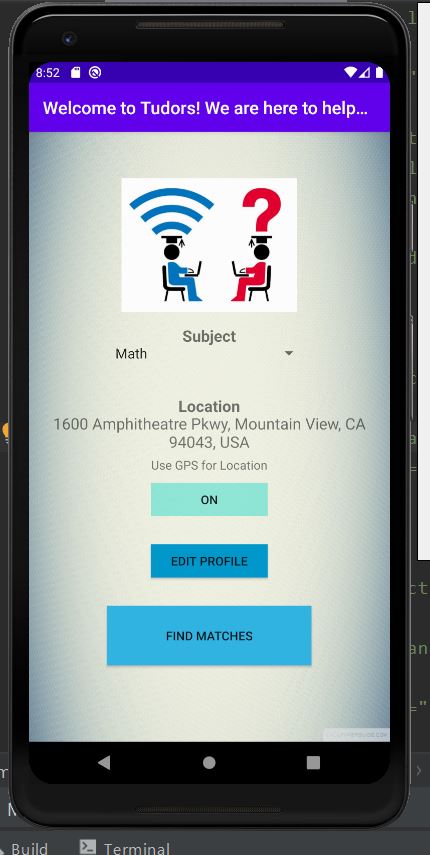 8:52
Welcome to Tudors! We are here to help...
?
Subject
Math
Location
1600 Amphitheatre Pkwy, Mountain View, CA
94043, USA
Use GPS for Location
ON
EDIT PROFILE
FIND MATCHES
Build
Terminal